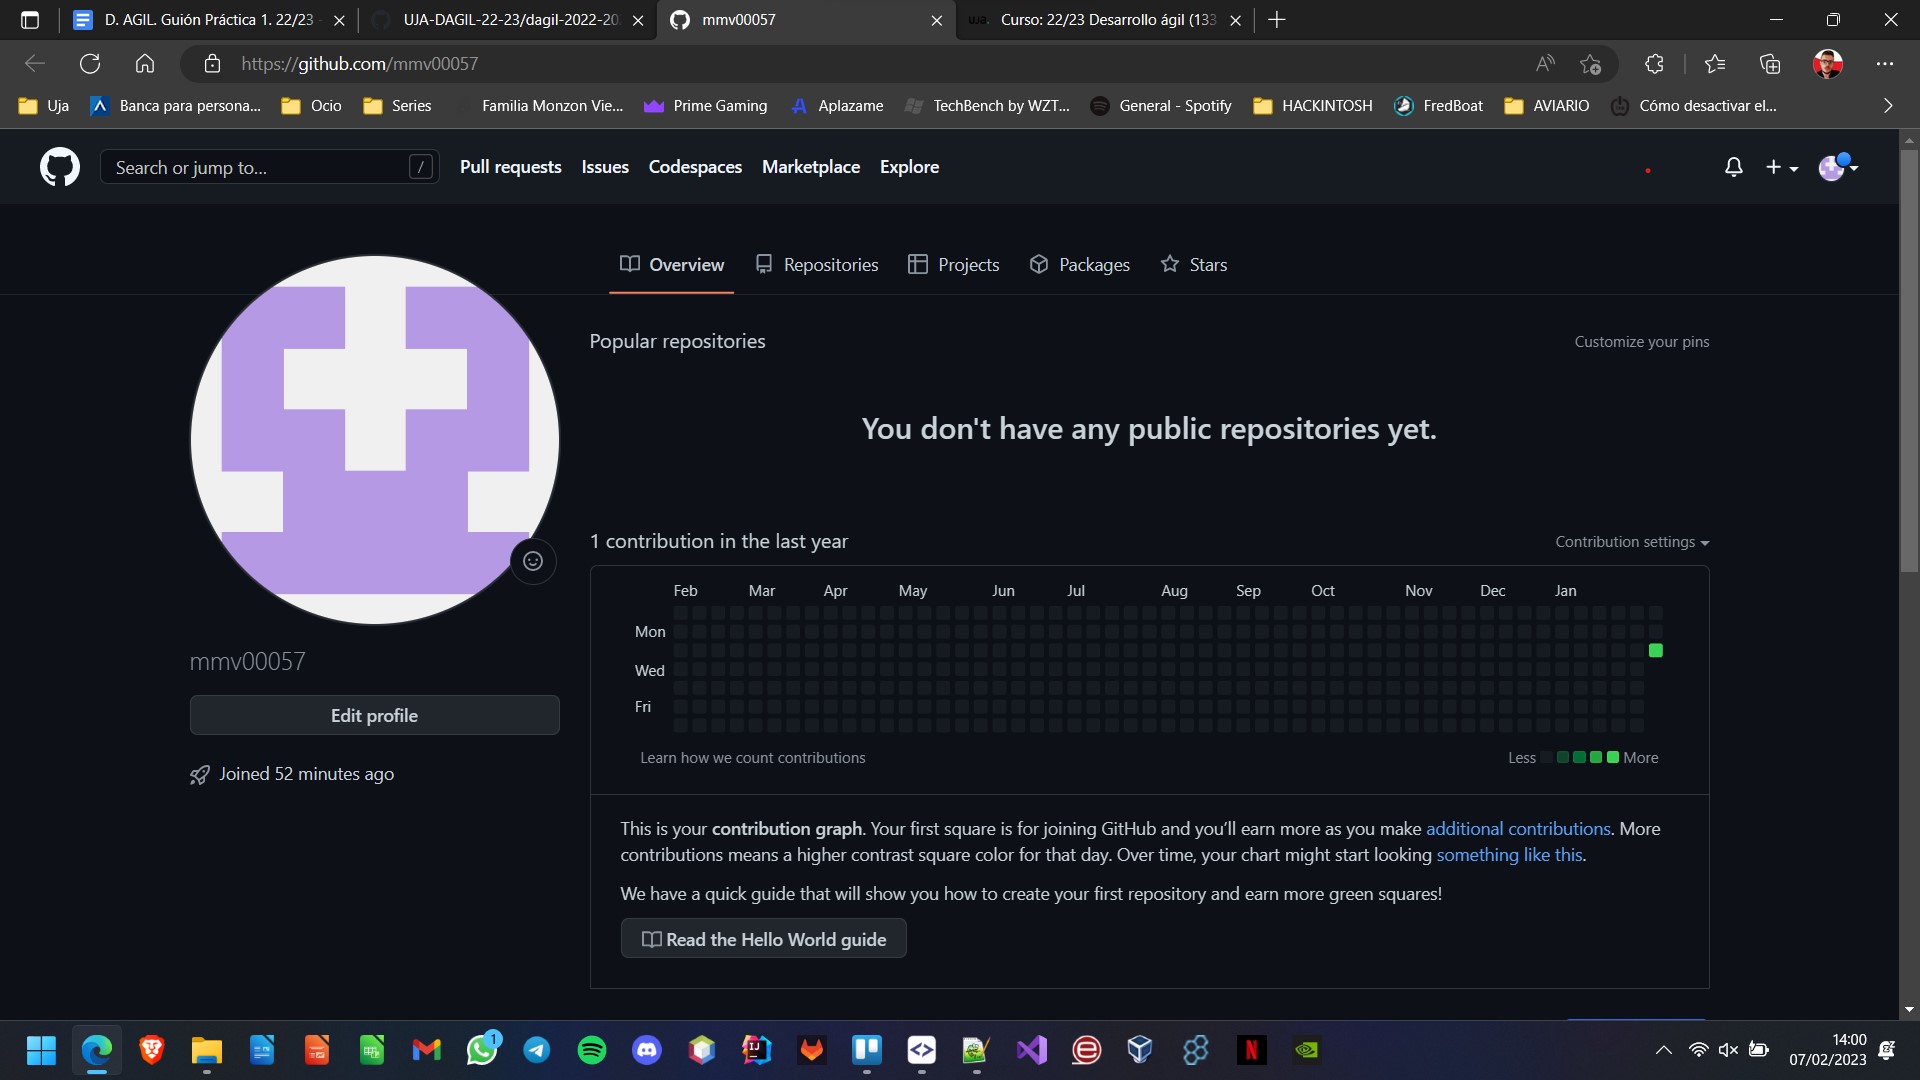 D. AGIL. Guión Práctica 1. 22/23
UJA-DAGIL-22-23/dagil-2022-20
mmv00057
uja. Curso: 22/23 Desarrollo ágil (133
https://github.com/mmv00057
Uja
Banca para persona...
Ocio
Series
Familia Monzon Vie...
Prime Gaming
Aplazame
TechBench by WZT...
General - Spotify
HACKINTOSH
FredBoat
AVIARIO
Cómo desactivar el...
Search or jump to... /
Pull requests
Issues
Codespaces
Marketplace
Explore
Overview
Repositories
Projects
Packages
Stars
Popular repositories
Customize your pins
You don't have any public repositories yet.
1 contribution in the last year
Contribution settings
Feb Mar Apr May Jun Jul Aug Sep Oct Nov Dec Jan
Mon
Wed
Fri
Learn how we count contributions
Less More
mmv00057
Edit profile
Joined 52 minutes ago
This is your contribution graph. Your first square is for joining GitHub and you'll earn more as you make additional contributions. More
contributions means a higher contrast square color for that day. Over time, your chart might start looking something like this.
We have a quick guide that will show you how to create your first repository and earn more green squares!
Read the Hello World guide
1
14:00
07/02/2023